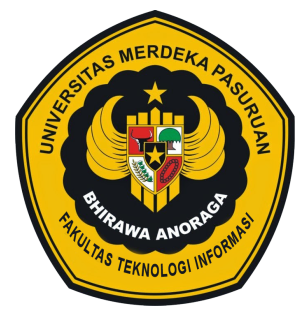 UNIVERSITAS MERDEKA PASURUAN
BHIRAWA ANORAGA
FAKULTAS TEKNOLOGI INFORMASI